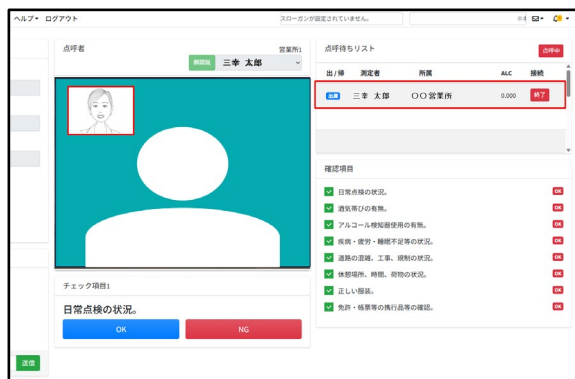 ヘルプ▾ ログアウト スローガンが設定されていません。
点呼者 営業所1
顔認証 三幸 太郎
チェック項目1
日常点検の状況。
OK NG
送信
点呼待ちリスト 点呼中
出/帰 測定者 所属 ALC 接続
出庫 三幸 太郎 〇〇営業所 0.000 終了
確認項目
日常点検の状況。 OK
酒気帯びの有無。 OK
アルコール検知器使用の有無。 OK
疾病・疲労・睡眠不足等の状況。 OK
道路の混雑、工事、規制の状況。 OK
休憩場所、時間、荷物の状況。 OK
正しい服装。 OK
免許・帳票等の携行品等の確認。 OK